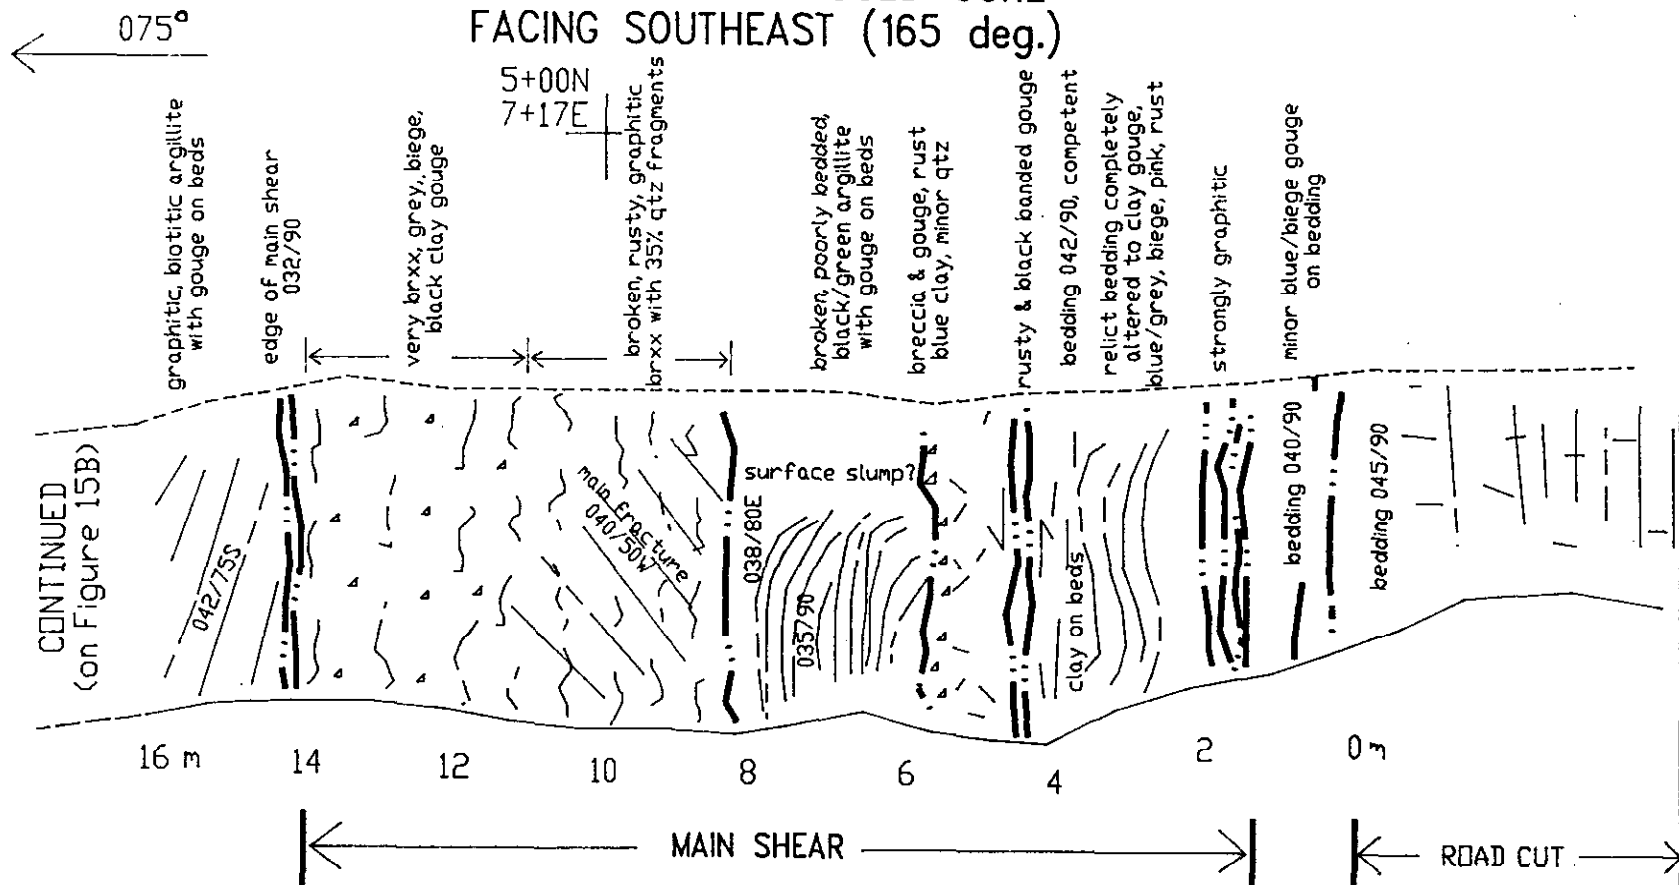 075°
FACING SOUTHEAST (165 deg.)
5+00N
7+17E
graphitic, biotitic argillite
with gouge on beds
edge of main shear
032/90
very brxx, grey, biege,
black clay gouge
broken, rusty, graphitic
brxx with 35% qtz fragments
broken, poorly bedded,
black/green argillite
with gouge on beds
breccia & gouge, rust
blue clay, minor qtz
rusty & black banded gouge
bedding 042/90, competent
relict bedding completely
altered to clay gouge,
blue/grey, biege, pink, rust
strongly graphitic
minor blue/biege gouge
on bedding
CONTINUED
(on Figure 15B)
042/75S
main fracture
040/50W
038/80E
surface slump?
035/90
clay on beds
bedding 040/90
bedding 045/90
16 m
14
12
10
8
6
4
2
0 m
MAIN SHEAR
ROAD CUT